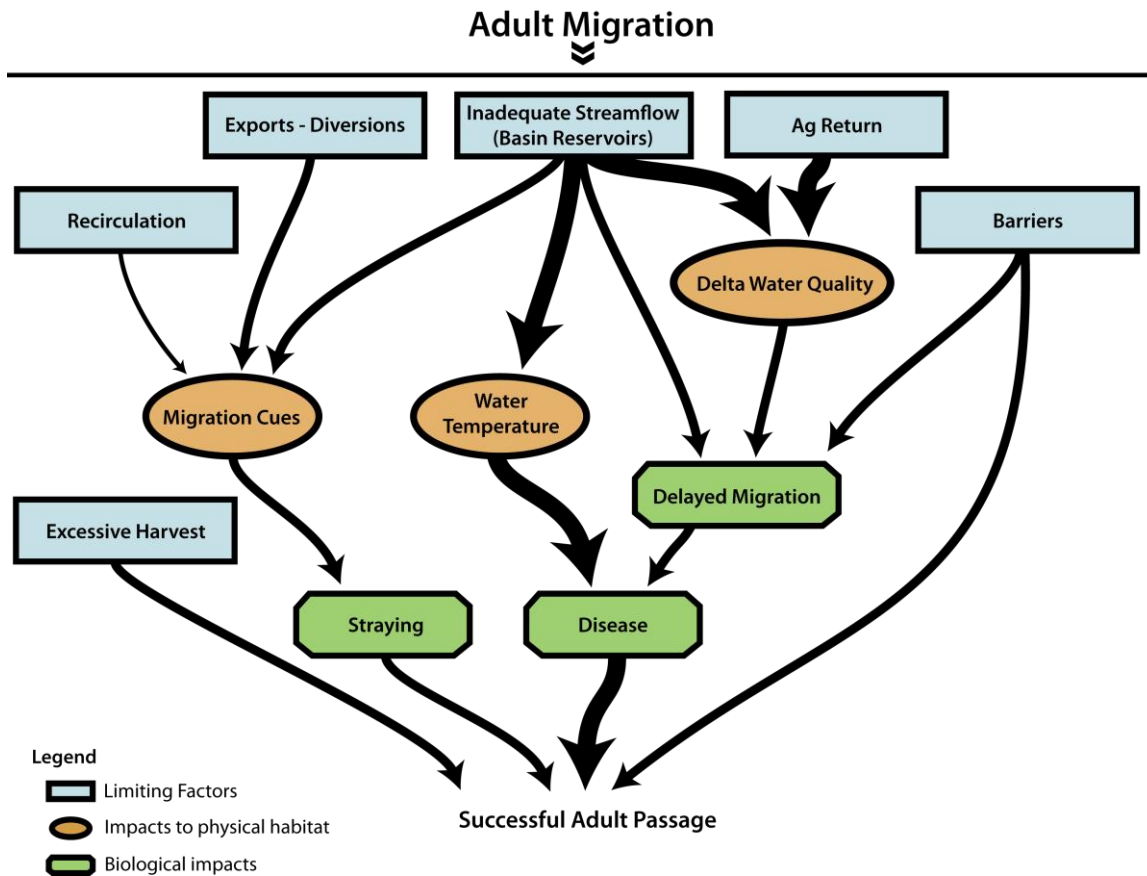 Adult Migration
Exports - Diversions
Inadequate Streamflow
(Basin Reservoirs)
Ag Return
Recirculation
Barriers
Delta Water Quality
Migration Cues
Water
Temperature
Delayed Migration
Excessive Harvest
Straying
Disease
Successful Adult Passage
Legend
Limiting Factors
Impacts to physical habitat
Biological impacts